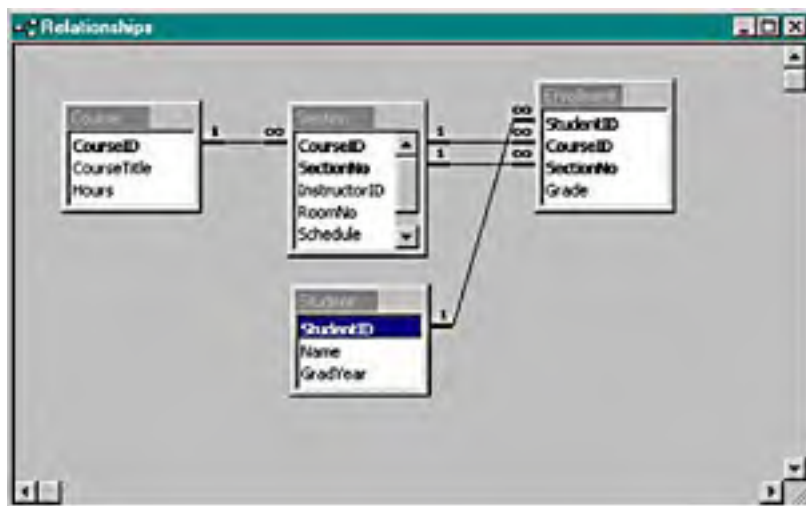 Relationships
Course
CourseID
CourseTitle
Hours
1
∞
Section
CourseID
SectionNo
InstructorID
RoomNo
Schedule
1
∞
1
∞
∞
Enrollment
StudentID
CourseID
SectionNo
Grade
Student
StudentID
Name
GradYear
1